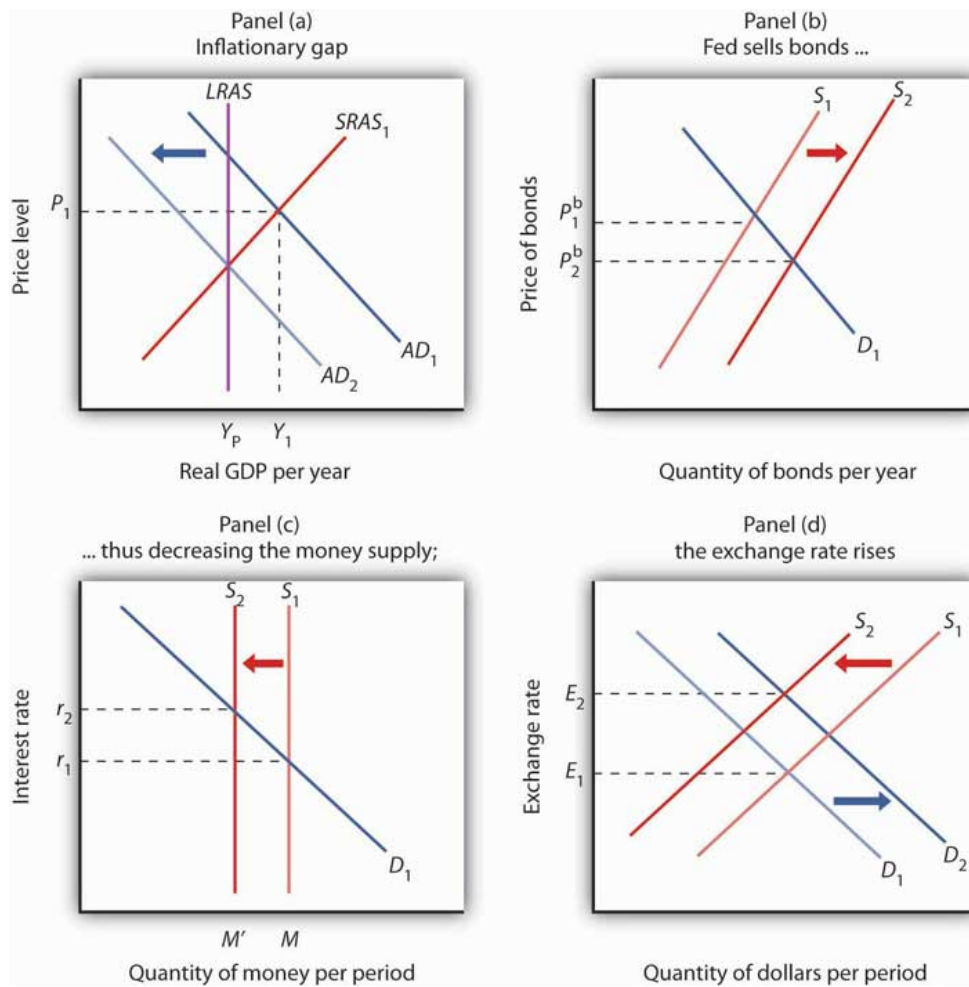 Panel (a)
Inflationary gap
LRAS
SRAS₁
P₁
Price level
AD₁
AD₂
Y_P Y₁
Real GDP per year
Panel (b)
Fed sells bonds ...
S₁
S₂
P₁ᵇ
P₂ᵇ
Price of bonds
D₁
Quantity of bonds per year
Panel (c)
... thus decreasing the money supply;
S₂ S₁
r₂
r₁
Interest rate
D₁
M′ M
Quantity of money per period
Panel (d)
the exchange rate rises
S₂ S₁
E₂
E₁
Exchange rate
D₁ D₂
Quantity of dollars per period